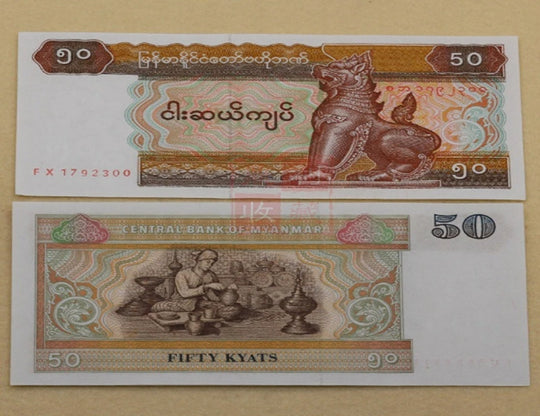 ၅၀ မြန်မာနိုင်ငံတော်ဗဟိုဘဏ် 50
ငါးဆယ်ကျပ်
FX 1792300 ၅၀
CENTRAL BANK OF MYANMAR 50
50 FIFTY KYATS ၅၀